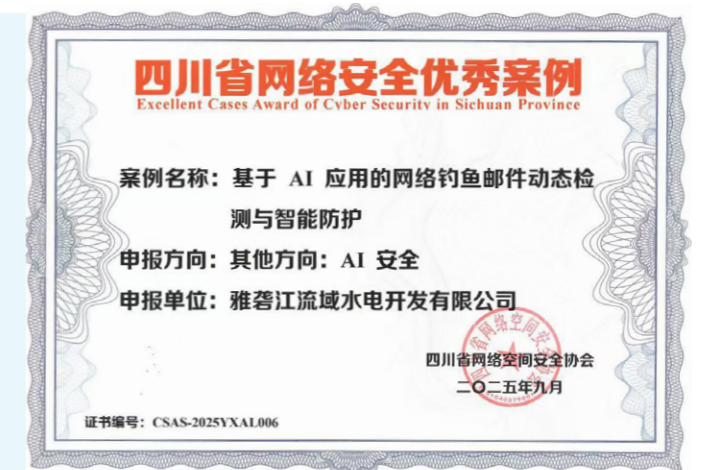 四川省网络安全优秀案例
Excellent Cases Award of Cyber Security in Sichuan Province
案例名称：基于 AI 应用的网络钓鱼邮件动态检
测与智能防护
申报方向：其他方向：AI 安全
申报单位：雅砻江流域水电开发有限公司
四川省网络空间安全协会
二〇二五年九月
证书编号：CSAS-2025YXAL006